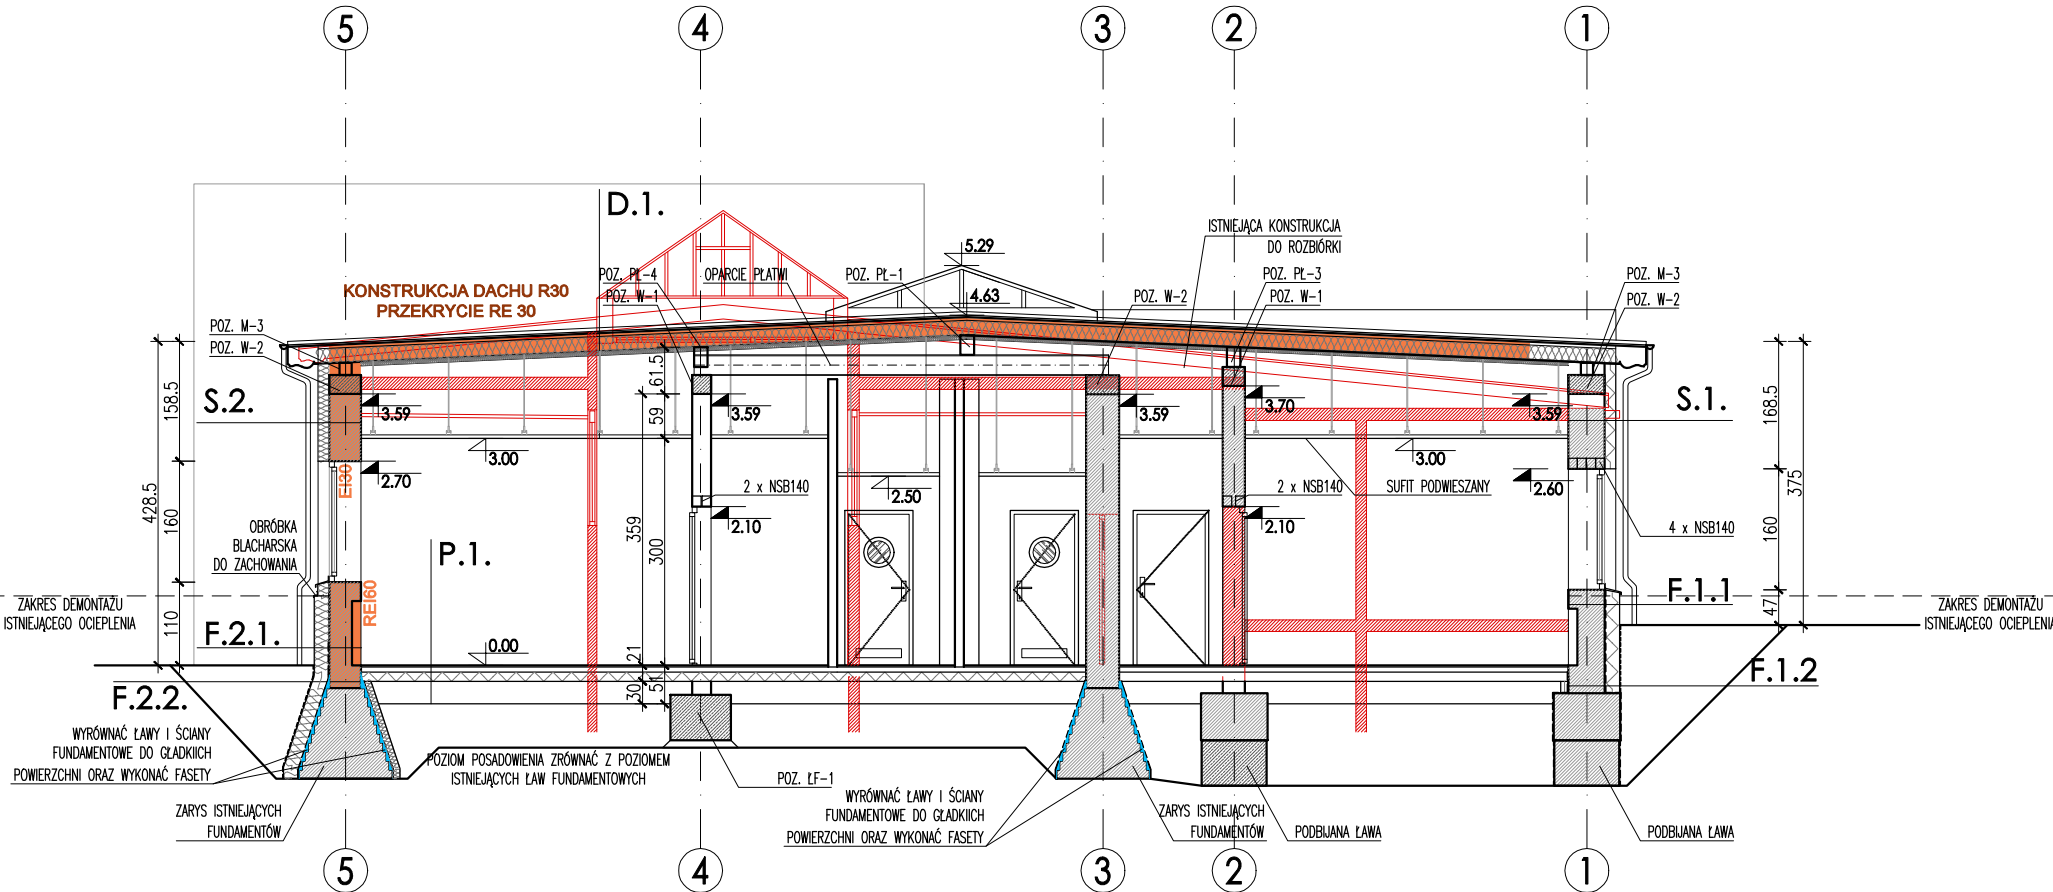 5
4
3
2
1
D.1.
5.29
ISTNIEJĄCA KONSTRUKCJA
DO ROZBIÓRKI
KONSTRUKCJA DACHU R30
PRZEKRYCIE RE 30
POZ. PŁ-4
OPARCIE PŁATWI
POZ. PŁ-1
POZ. PŁ-3
POZ. M-3
POZ. W-1
4.63
POZ. W-2
POZ. W-1
POZ. W-2
POZ. M-3
POZ. W-2
S.2.
S.1.
158.5
160
110
428.5
3.59
3.59
3.59
3.70
3.59
61.5
59
359
300
21
30
51
168.5
160
47
375
3.00
3.00
2.70
2.50
2.60
2 x NSB140
2 x NSB140
SUFIT PODWIESZANY
4 x NSB140
2.10
2.10
EI30
REI60
OBRÓBKA
BLACHARSKA
DO ZACHOWANIA
P.1.
F.1.1
ZAKRES DEMONTAŻU
ISTNIEJĄCEGO OCIEPLENIA
ZAKRES DEMONTAŻU
ISTNIEJĄCEGO OCIEPLENIA
F.2.1.
0.00
F.1.2
F.2.2.
WYRÓWNAĆ ŁAWY I ŚCIANY
FUNDAMENTOWE DO GŁADKIICH
POWIERZCHNI ORAZ WYKONAĆ FASETY
POZIOM POSADOWIENIA ZRÓWNAĆ Z POZIOMEM
ISTNIEJĄCYCH ŁAW FUNDAMENTOWYCH
POZ. ŁF-1
WYRÓWNAĆ ŁAWY I ŚCIANY
FUNDAMENTOWE DO GŁADKIICH
POWIERZCHNI ORAZ WYKONAĆ FASETY
ZARYS ISTNIEJĄCYCH
FUNDAMENTÓW
ZARYS ISTNIEJĄCYCH
FUNDAMENTÓW
PODBIJANA ŁAWA
PODBIJANA ŁAWA
5
4
3
2
1